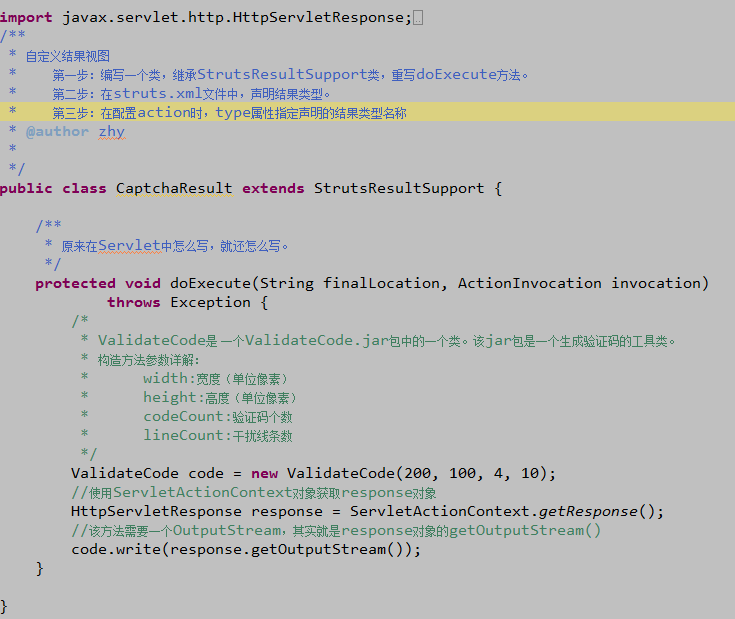 import javax.servlet.http.HttpServletResponse;
/**
 * 自定义结果视图
 *     第一步：编写一个类，继承StrutsResultSupport类，重写doExecute方法。
 *     第二步：在struts.xml文件中，声明结果类型。
 *     第三步：在配置action时，type属性指定声明的结果类型名称
 * @author zhy
 *
 */
public class CaptchaResult extends StrutsResultSupport {
    /**
     * 原来在Servlet中怎么写，就还怎么写。
     */
    protected void doExecute(String finalLocation, ActionInvocation invocation)
            throws Exception {
        /*
         * ValidateCode是一个ValidateCode.jar包中的一个类。该jar包是一个生成验证码的工具类。
         * 构造方法参数详解：
         *      width:宽度（单位像素）
         *      height:高度（单位像素）
         *      codeCount:验证码个数
         *      lineCount:干扰线条数
         */
        ValidateCode code = new ValidateCode(200, 100, 4, 10);
        //使用ServletActionContext对象获取response对象
        HttpServletResponse response = ServletActionContext.getResponse();
        //该方法需要一个OutputStream，其实就是response对象的getOutputStream()
        code.write(response.getOutputStream());
    }
}